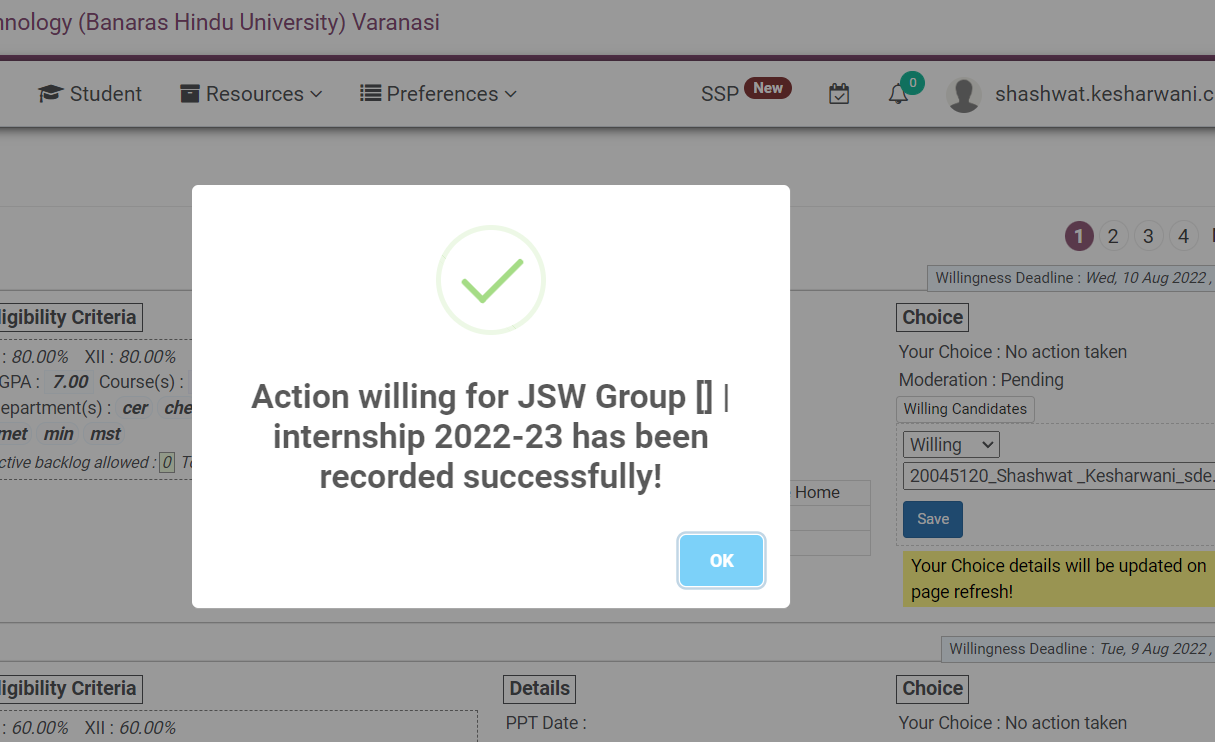 hnology (Banaras Hindu University) Varanasi
Student Resources Preferences SSP New 0 shashwat.kesharwani.c
1 2 3 4
Willingness Deadline : Wed, 10 Aug 2022 ,
ligibility Criteria
: 80.00% XII : 80.00%
GPA : 7.00 Course(s) :
epartment(s) : cer che
met min mst
ctive backlog allowed : 0 To
Action willing for JSW Group [] |
internship 2022-23 has been
recorded successfully!
OK
Home
Choice
Your Choice : No action taken
Moderation : Pending
Willing Candidates
Willing
20045120_Shashwat _Kesharwani_sde.
Save
Your Choice details will be updated on
page refresh!
Willingness Deadline : Tue, 9 Aug 2022 ,
ligibility Criteria
: 60.00% XII : 60.00%
Details
PPT Date :
Choice
Your Choice : No action taken